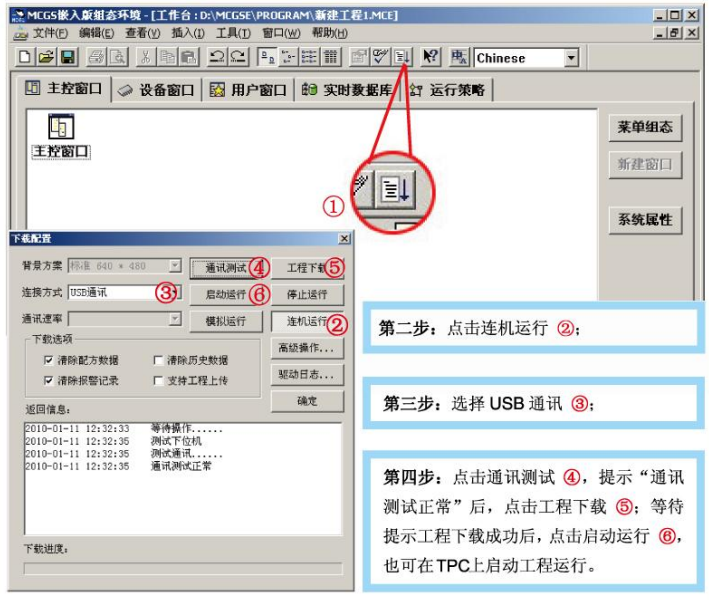 MCGS嵌入版组态环境 - [工作台 : D:\MCGSE\PROGRAM\新建工程1.MCE]
文件(F) 编辑(E) 查看(V) 插入(I) 工具(T) 窗口(W) 帮助(H)
Chinese
主控窗口 设备窗口 用户窗口 实时数据库 运行策略
主控窗口
菜单组态
新建窗口
系统属性
①
下载配置
背景方案 标准 640 * 480 通讯测试 ④ 工程下载 ⑤
连接方式 USB通讯 ③ 启动运行 ⑥ 停止运行
通讯速率 模拟运行 连机运行 ②
下载选项
清除配方数据 清除历史数据
清除报警记录 支持工程上传
高级操作...
驱动日志...
确定
返回信息:
2010-01-11 12:32:33 等待操作......
2010-01-11 12:32:35 测试下位机
2010-01-11 12:32:35 测试通讯......
2010-01-11 12:32:35 通讯测试正常
下载进度:
第二步：点击连机运行 ②;
第三步：选择 USB 通讯 ③;
第四步：点击通讯测试 ④，提示“通讯
测试正常”后，点击工程下载 ⑤；等待
提示工程下载成功后，点击启动运行 ⑥，
也可在TPC上启动工程运行。